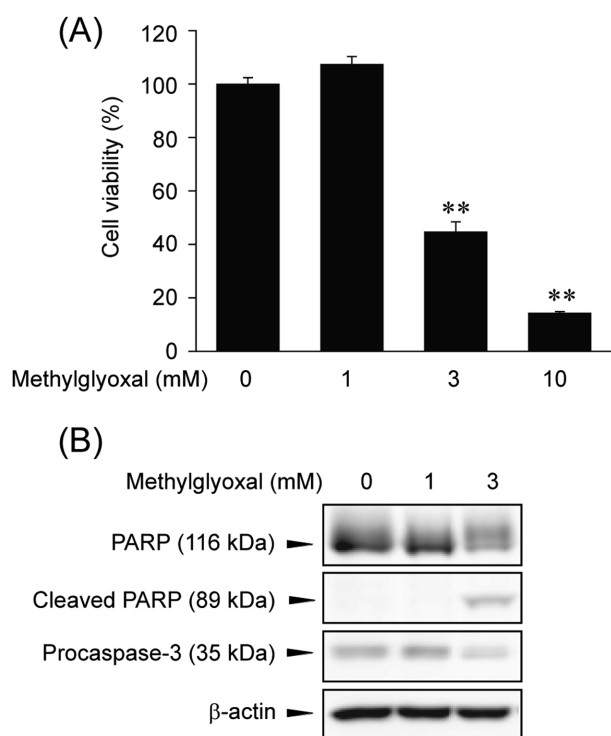 (A)
120
100
80
60
40
20
0
Cell viability (%)
**
**
Methylglyoxal (mM) 0 1 3 10
(B)
Methylglyoxal (mM) 0 1 3
PARP (116 kDa)
Cleaved PARP (89 kDa)
Procaspase-3 (35 kDa)
β-actin